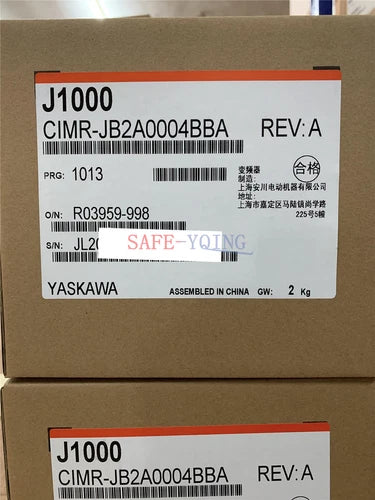 J1000
CIMR-JB2A0004BBA REV: A
PRG: 1013
变频器
制造:
上海安川电动机器有限公司
地址:
上海市嘉定区马陆镇尚学路
225号5幢
合格
O/N: R03959-998
S/N: JL20
SAFE-YQING
YASKAWA
ASSEMBLED IN CHINA GW: 2 Kg
J1000
CIMR-JB2A0004BBA REV: A